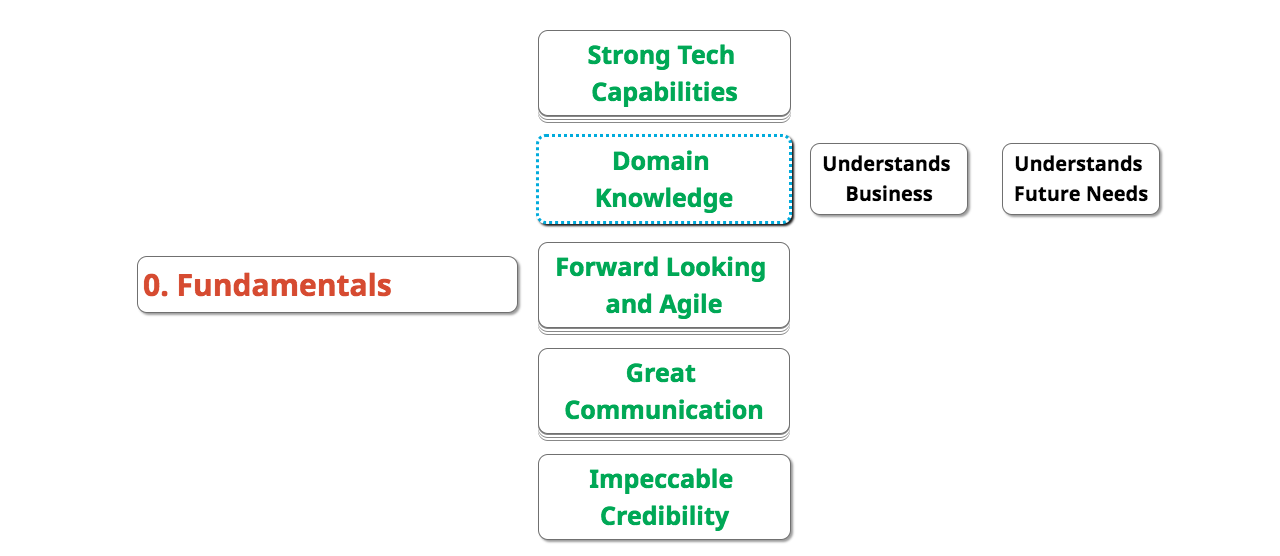 Strong Tech
Capabilities
Domain
Knowledge
Understands
Business
Understands
Future Needs
0. Fundamentals
Forward Looking
and Agile
Great
Communication
Impeccable
Credibility